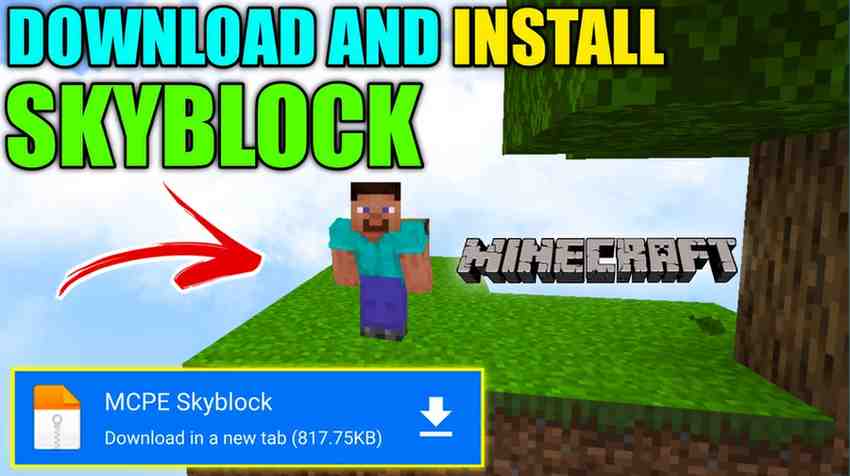 DOWNLOAD AND INSTALL
SKYBLOCK
MINECRAFT
MCPE Skyblock
Download in a new tab (817.75KB)